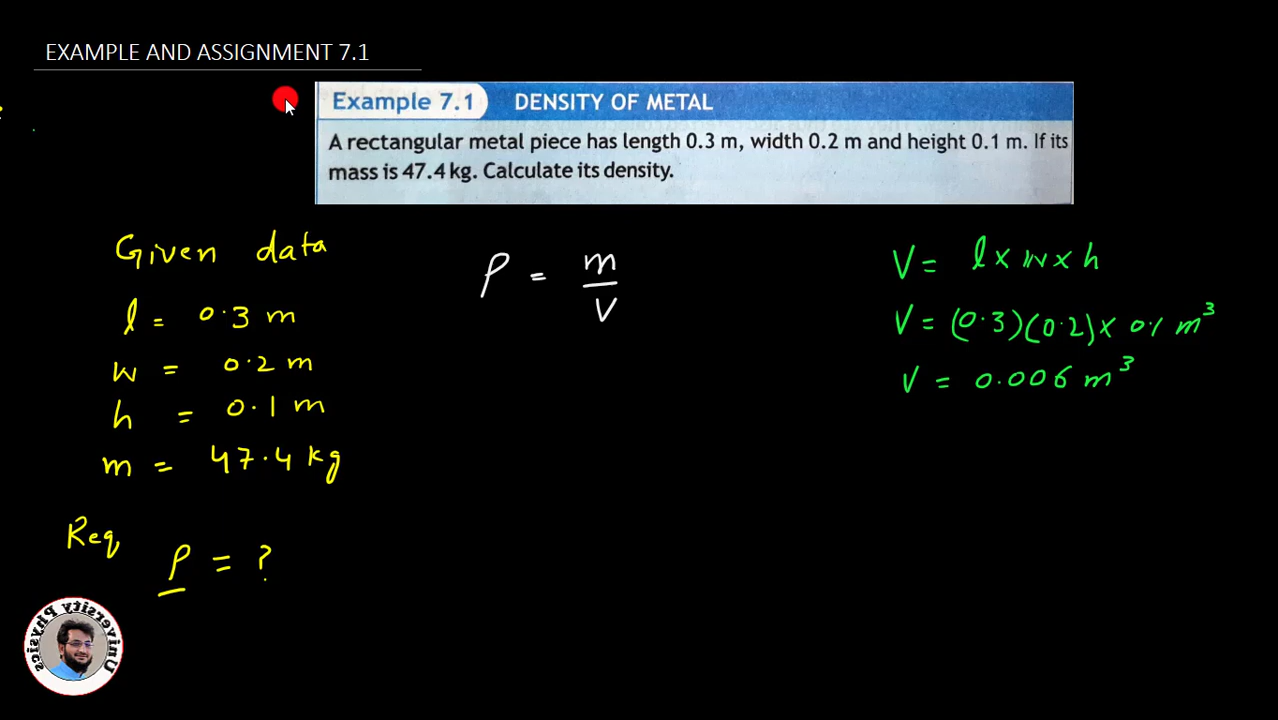 EXAMPLE AND ASSIGNMENT 7.1
Example 7.1 DENSITY OF METAL
A rectangular metal piece has length 0.3 m, width 0.2 m and height 0.1 m. If its
mass is 47.4 kg. Calculate its density.
Given data
l = 0.3 m
w = 0.2 m
h = 0.1 m
m = 47.4 kg
Req
ρ = ?
ρ = m/V
V = l × w × h
V = (0.3)(0.2) × 0.1 m³
V = 0.006 m³
University Physics